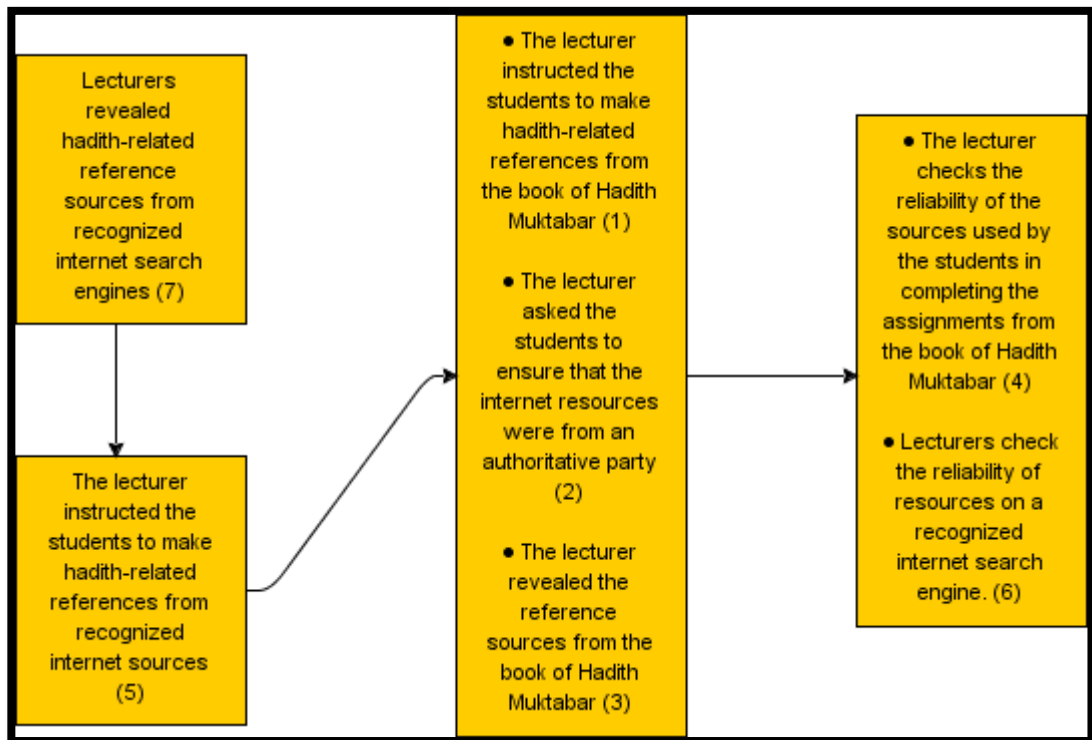 Lecturers
revealed
hadith-related
reference
sources from
recognized
internet search
engines (7)
The lecturer
instructed the
students to make
hadith-related
references from
recognized
internet sources
(5)
● The lecturer
instructed the
students to make
hadith-related
references from
the book of Hadith
Muktabar (1)
● The lecturer
asked the
students to
ensure that the
internet resources
were from an
authoritative party
(2)
● The lecturer
revealed the
reference
sources from the
book of Hadith
Muktabar (3)
● The lecturer
checks the
reliability of the
sources used by
the students in
completing the
assignments from
the book of Hadith
Muktabar (4)
● Lecturers check
the reliability of
resources on a
recognized
internet search
engine. (6)